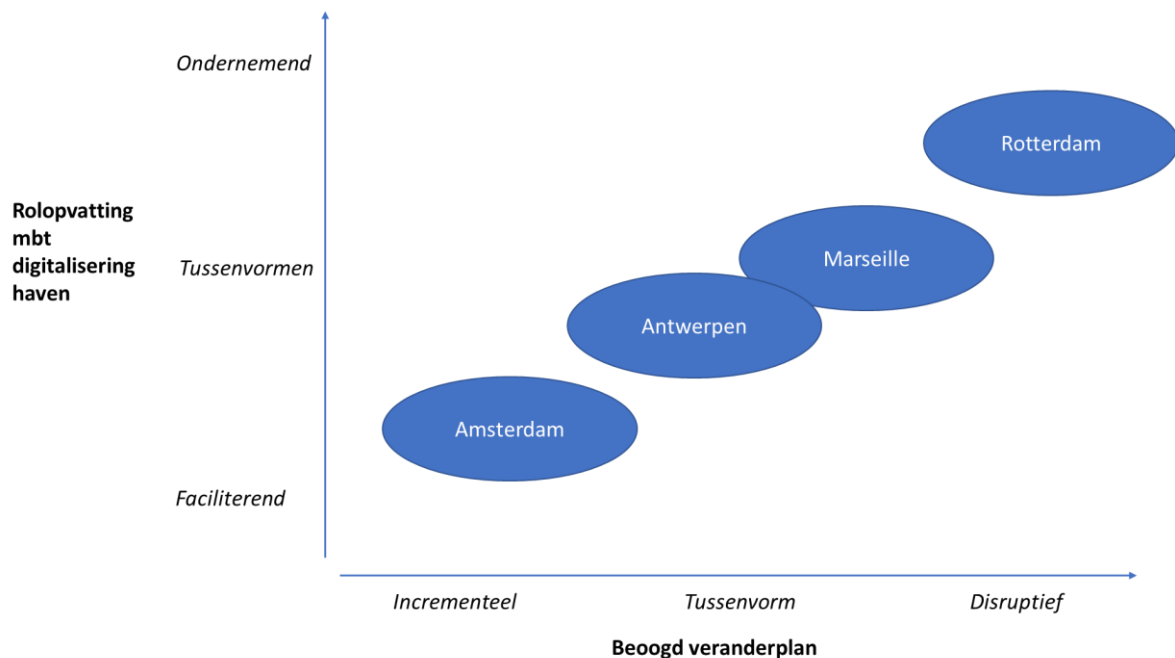 Ondernemend
Rotterdam
Rolopvatting
mbt
digitalisering
haven
Tussenvormen
Marseille
Antwerpen
Amsterdam
Faciliterend
Incrementeel
Tussenvorm
Disruptief
Beoogd veranderplan